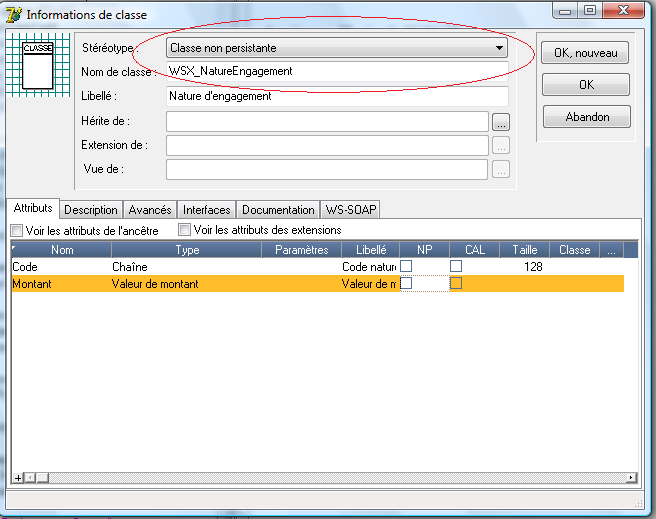 Informations de classe
CLASSE
Stéréotype : Classe non persistante
OK, nouveau
Nom de classe : WSX_NatureEngagement
OK
Libellé : Nature d'engagement
Hérite de : ...
Abandon
Extension de : ...
Vue de : ...
Attributs Description Avancés Interfaces Documentation WS-SOAP
Voir les attributs de l'ancêtre Voir les attributs des extensions
Nom Type Paramètres Libellé NP CAL Taille Classe ...
Code Chaîne Code nature 128
Montant Valeur de montant Valeur de m